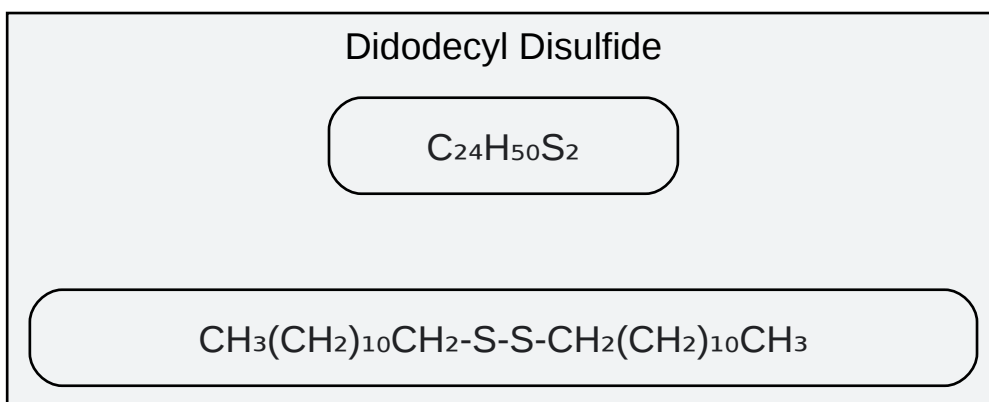 Didodecyl Disulfide
C₂₄H₅₀S₂
CH₃(CH₂)₁₀CH₂-S-S-CH₂(CH₂)₁₀CH₃